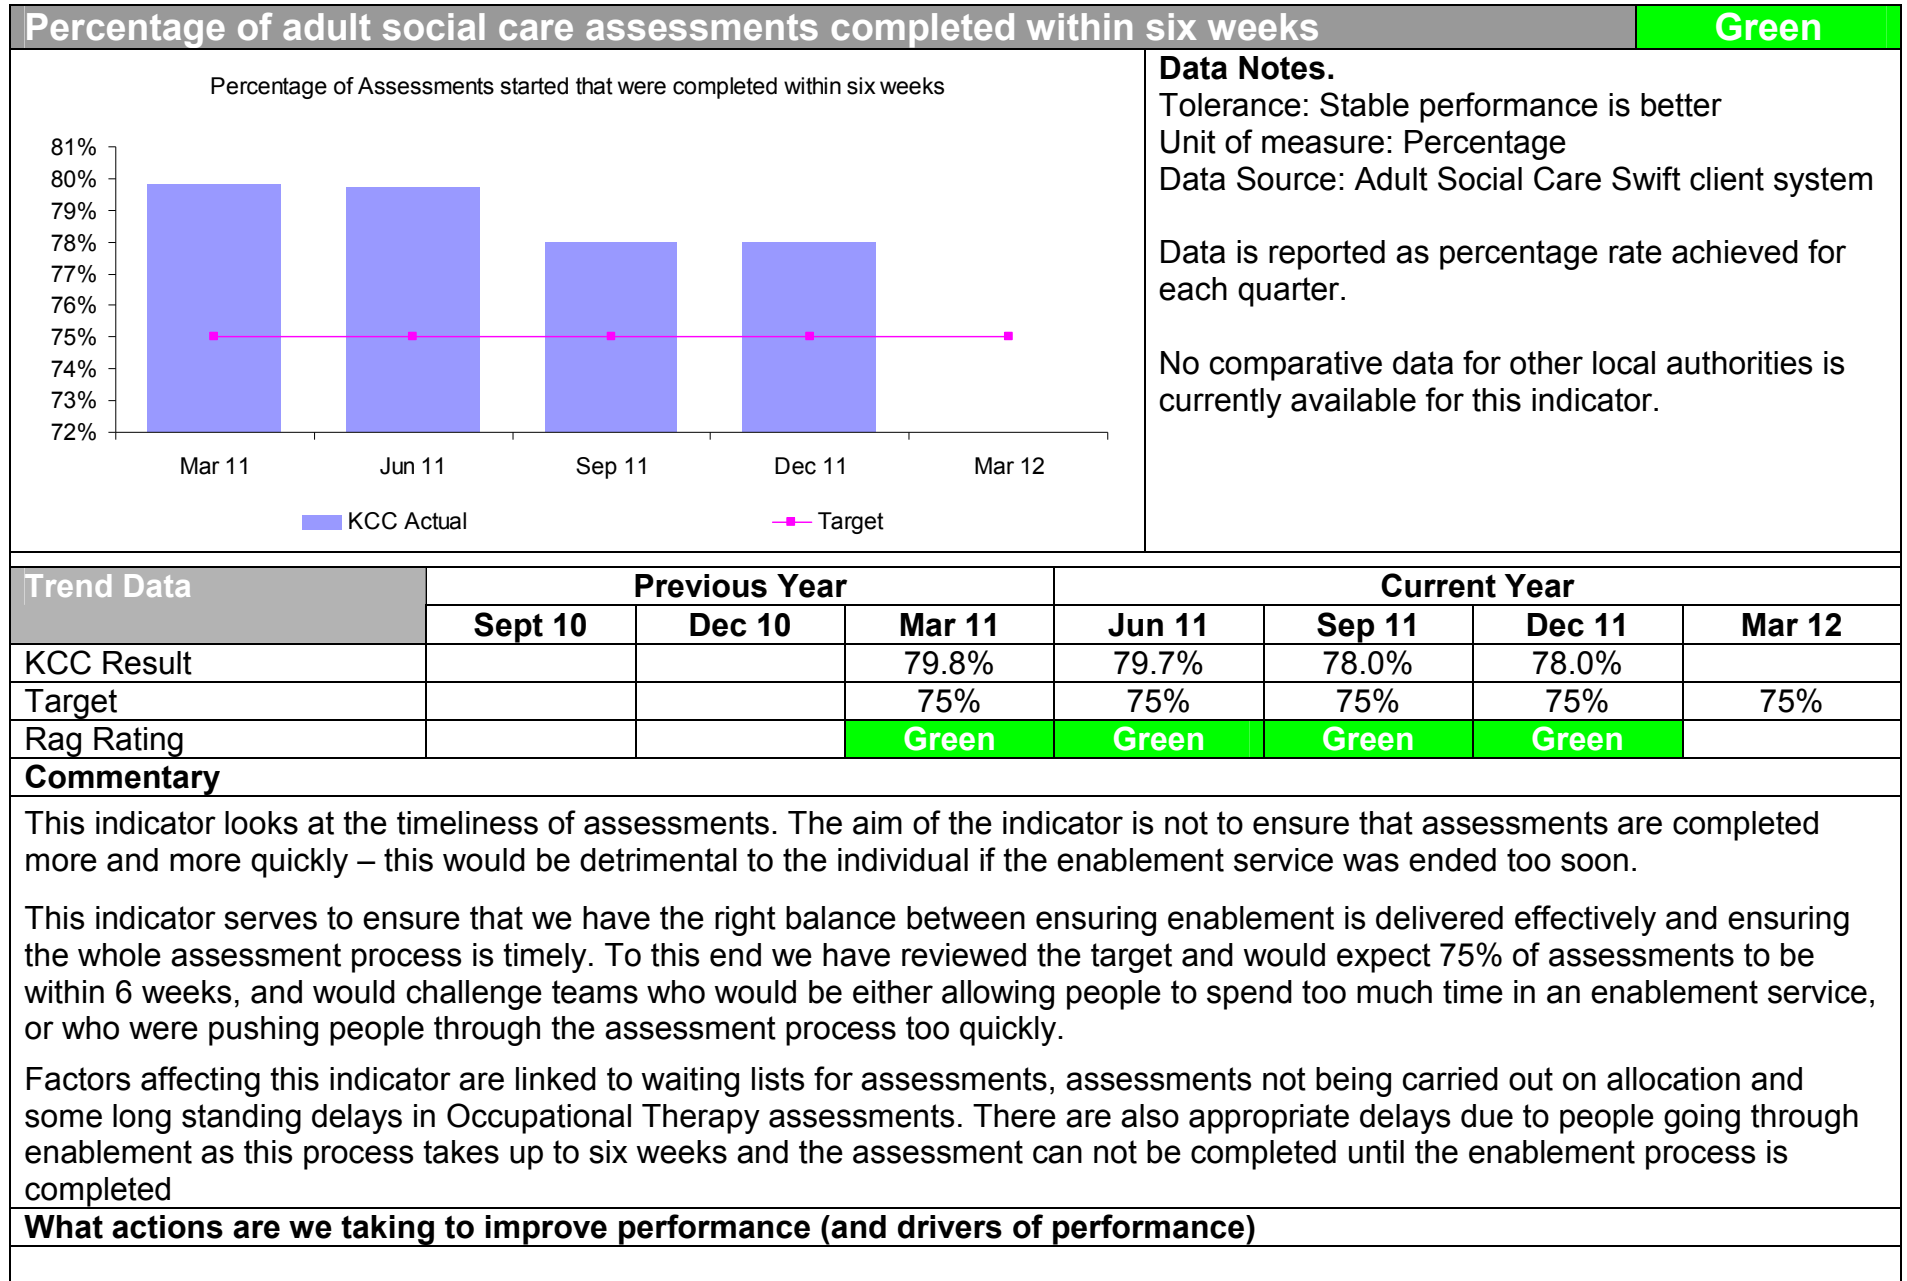 Percentage of adult social care assessments completed within six weeks Green
Percentage of Assessments started that were completed within six weeks
81%
80%
79%
78%
77%
76%
75%
74%
73%
72%
Mar 11 Jun 11 Sep 11 Dec 11 Mar 12
KCC Actual Target
Data Notes.
Tolerance: Stable performance is better
Unit of measure: Percentage
Data Source: Adult Social Care Swift client system
Data is reported as percentage rate achieved for
each quarter.
No comparative data for other local authorities is
currently available for this indicator.
Trend Data Previous Year Current Year
Sept 10 Dec 10 Mar 11 Jun 11 Sep 11 Dec 11 Mar 12
KCC Result 79.8% 79.7% 78.0% 78.0%
Target 75% 75% 75% 75% 75%
Rag Rating Green Green Green Green
Commentary
This indicator looks at the timeliness of assessments. The aim of the indicator is not to ensure that assessments are completed
more and more quickly – this would be detrimental to the individual if the enablement service was ended too soon.
This indicator serves to ensure that we have the right balance between ensuring enablement is delivered effectively and ensuring
the whole assessment process is timely. To this end we have reviewed the target and would expect 75% of assessments to be
within 6 weeks, and would challenge teams who would be either allowing people to spend too much time in an enablement service,
or who were pushing people through the assessment process too quickly.
Factors affecting this indicator are linked to waiting lists for assessments, assessments not being carried out on allocation and
some long standing delays in Occupational Therapy assessments. There are also appropriate delays due to people going through
enablement as this process takes up to six weeks and the assessment can not be completed until the enablement process is
completed
What actions are we taking to improve performance (and drivers of performance)